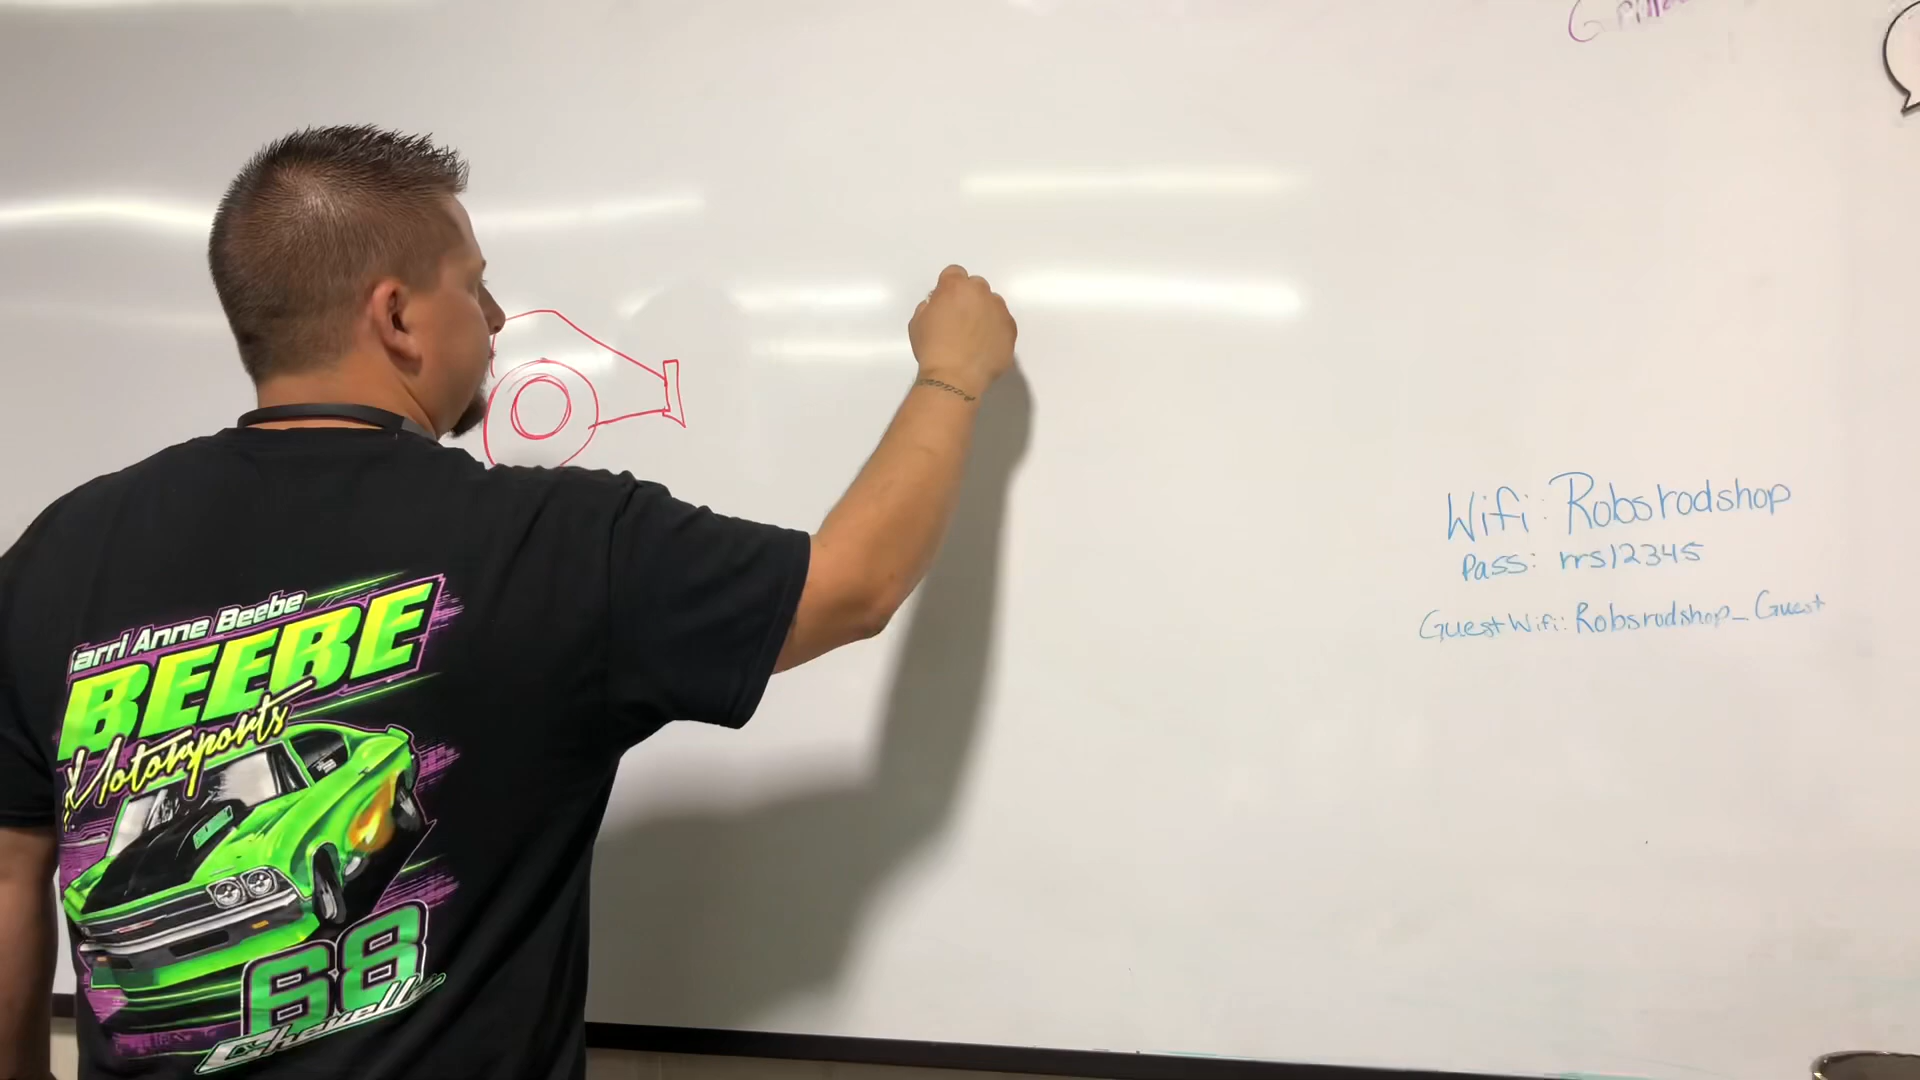 Wifi: Robsrodshop
Pass: rrs12345
Guest Wifi: Robsrodshop_Guest
arri Anne Beebe
BEEBE
Motorsports
68
Chevelle